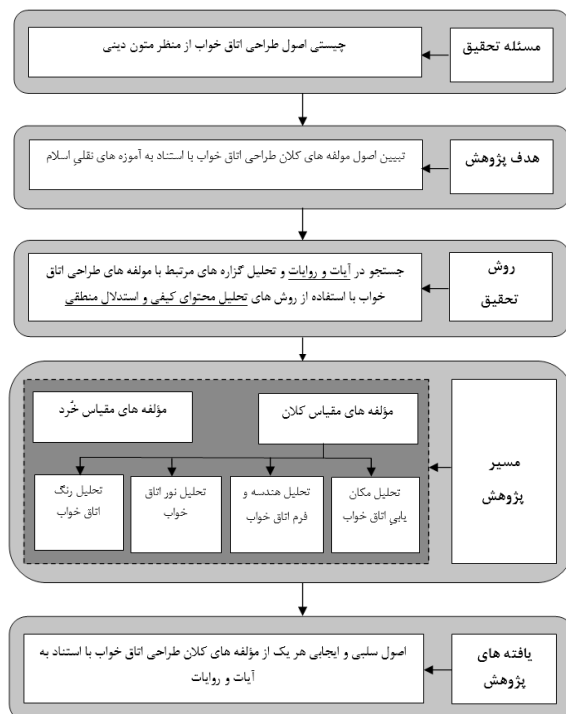 مسئله تحقیق
چیستی اصول طراحی اتاق خواب از منظر متون دینی
هدف پژوهش
تبیین اصول مولفه های کلان طراحی اتاق خواب با استناد به آموزه های نقلیِ اسلام
روش
تحقیق
جستجو در آیات و روایات و تحلیل گزاره های مرتبط با مولفه های طراحی اتاق
خواب با استفاده از روش های تحلیل محتوای کیفی و استدلال منطقی
مسیر
پژوهش
مؤلفه های مقیاس کلان
مؤلفه های مقیاس خُرد
تحلیل مکان
یابیِ اتاق خواب
تحلیل هندسه و
فرم اتاق خواب
تحلیل نور اتاق
خواب
تحلیل رنگ
اتاق خواب
یافته های
پژوهش
اصول سلبی و ایجابی هر یک از مؤلفه های کلان طراحی اتاق خواب با استناد به
آیات و روایات